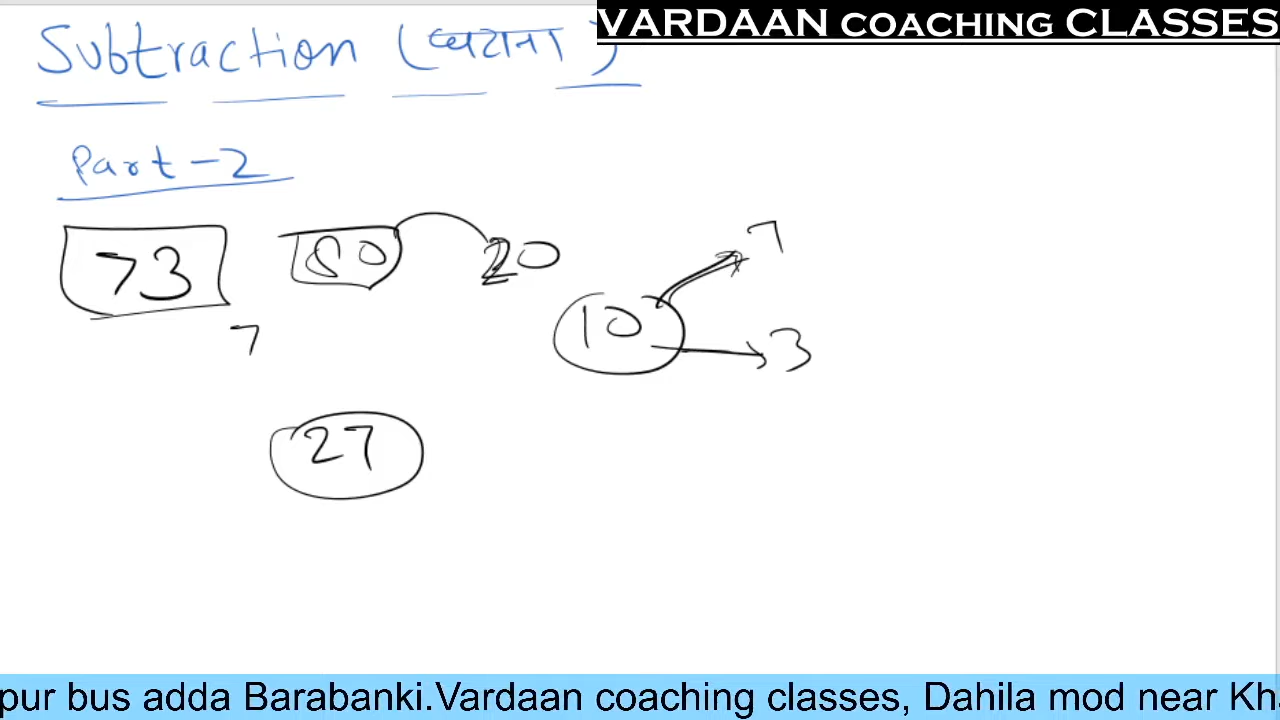 VARDAAN COACHING CLASSES
Subtraction (घटाना)
Part-2
73 80 20
7
10
7
3
27
pur bus adda Barabanki.Vardaan coaching classes, Dahila mod near Kh.